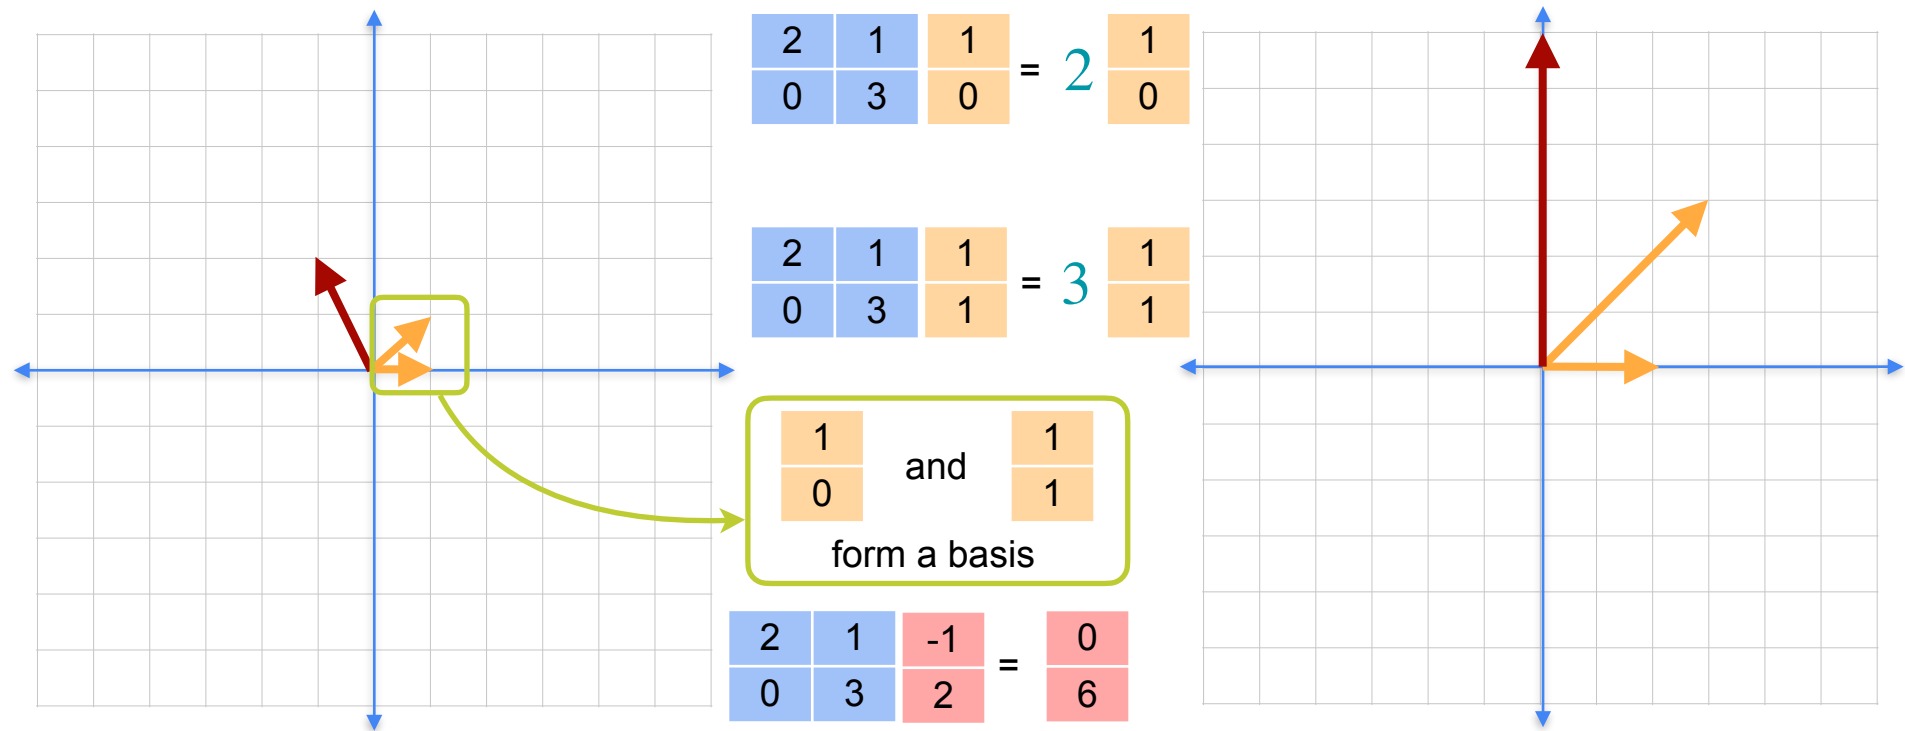 2 1 1 = 2 1
0 3 0 0
2 1 1 = 3 1
0 3 1 1
1 and 1
0 1
form a basis
2 1 -1 = 0
0 3 2 6